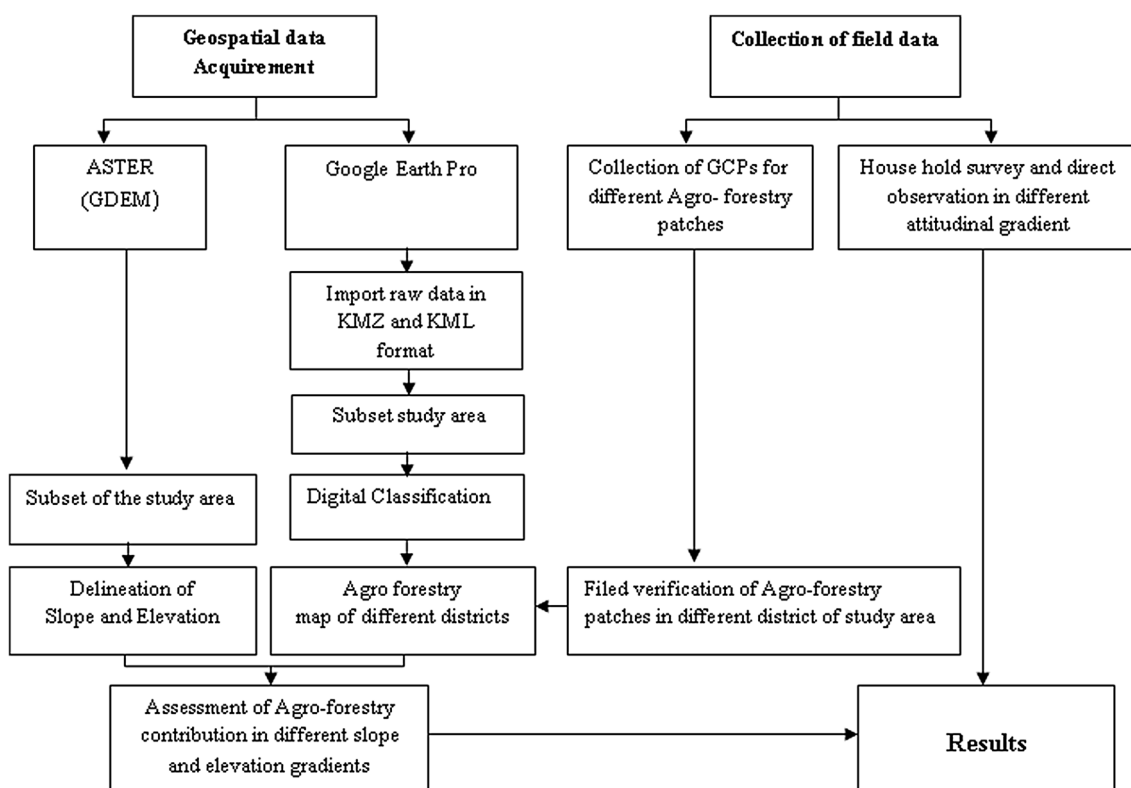 Geospatial data
Acquirement
Collection of field data
ASTER
(GDEM)
Google Earth Pro
Collection of GCPs for
different Agro- forestry
patches
House hold survey and direct
observation in different
attitudinal gradient
Import raw data in
KMZ and KML
format
Subset study area
Subset of the study area
Digital Classification
Delineation of
Slope and Elevation
Agro forestry
map of different districts
Filed verification of Agro-forestry
patches in different district of study area
Assessment of Agro-forestry
contribution in different slope
and elevation gradients
Results